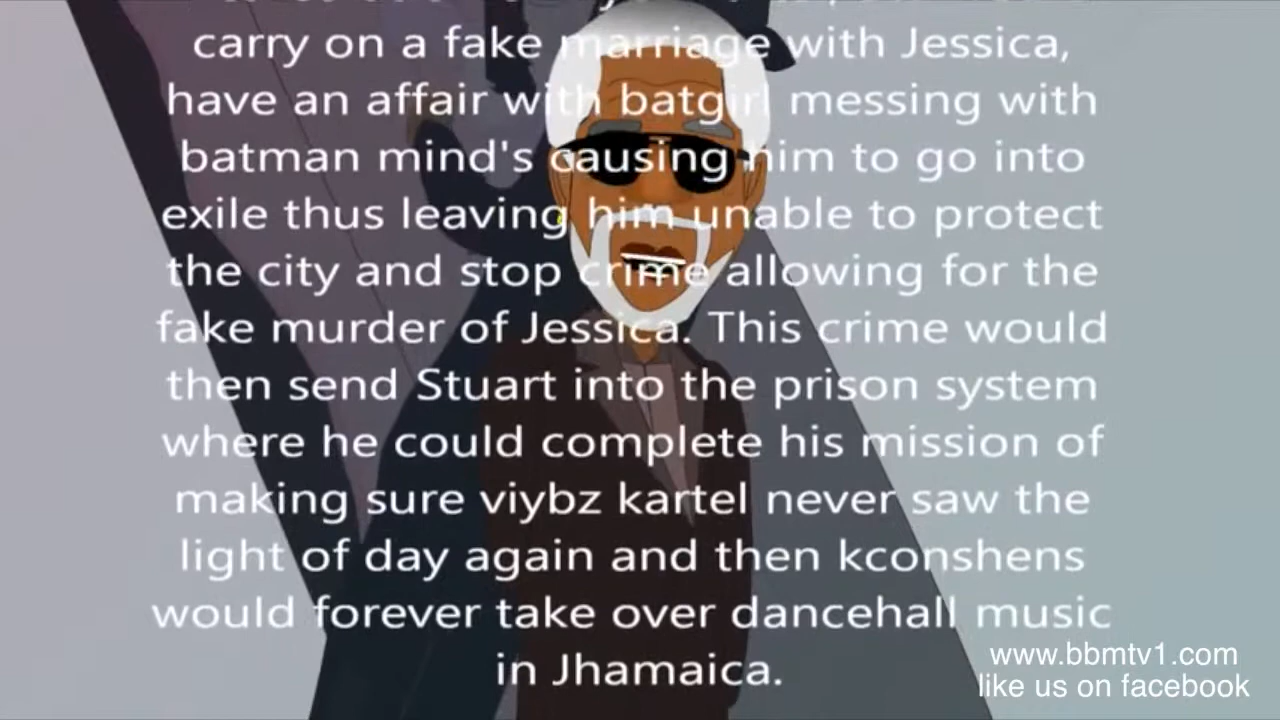 carry on a fake marriage with Jessica,
have an affair with batgirl messing with
batman mind's causing him to go into
exile thus leaving him unable to protect
the city and stop crime allowing for the
fake murder of Jessica. This crime would
then send Stuart into the prison system
where he could complete his mission of
making sure viybz kartel never saw the
light of day again and then kconshens
would forever take over dancehall music
in Jhamaica.
www.bbmtv1.com
like us on facebook